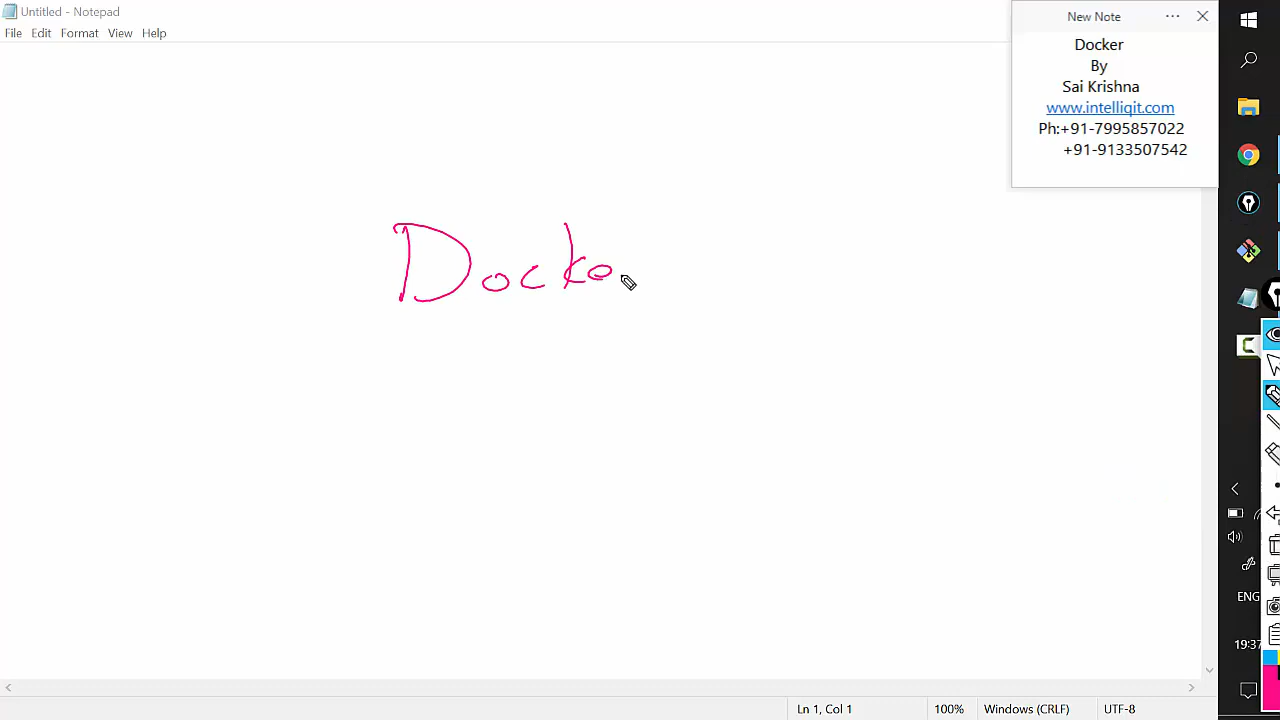 Untitled - Notepad
File Edit Format View Help
New Note
Docker
By
Sai Krishna
www.intelliqit.com
Ph:+91-7995857022
+91-9133507542
Docke
ENG
19:37
Ln 1, Col 1 100% Windows (CRLF) UTF-8